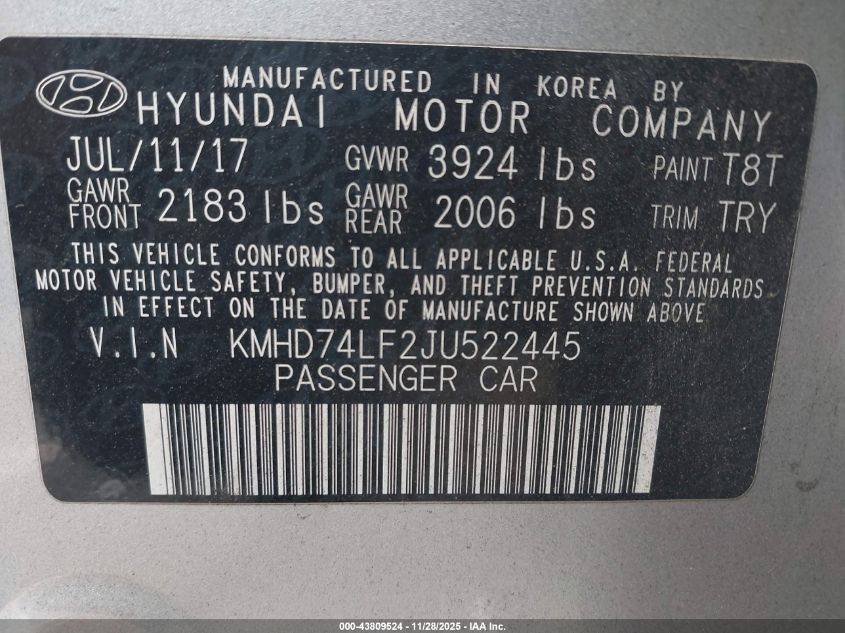 MANUFACTURED IN KOREA BY
HYUNDAI MOTOR COMPANY
JUL/11/17 GVWR 3924 lbs PAINT T8T
GAWR FRONT 2183 lbs GAWR REAR 2006 lbs TRIM TRY
THIS VEHICLE CONFORMS TO ALL APPLICABLE U.S.A. FEDERAL
MOTOR VEHICLE SAFETY, BUMPER, AND THEFT PREVENTION STANDARDS
IN EFFECT ON THE DATE OF MANUFACTURE SHOWN ABOVE
V.I.N KMHD74LF2JU522445
PASSENGER CAR
000-43809524 | 11/28/2025 - IAA Inc.